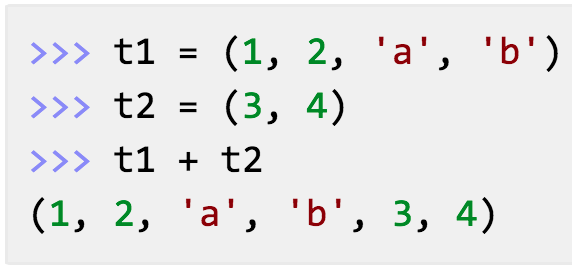 >>> t1 = (1, 2, 'a', 'b')
>>> t2 = (3, 4)
>>> t1 + t2
(1, 2, 'a', 'b', 3, 4)